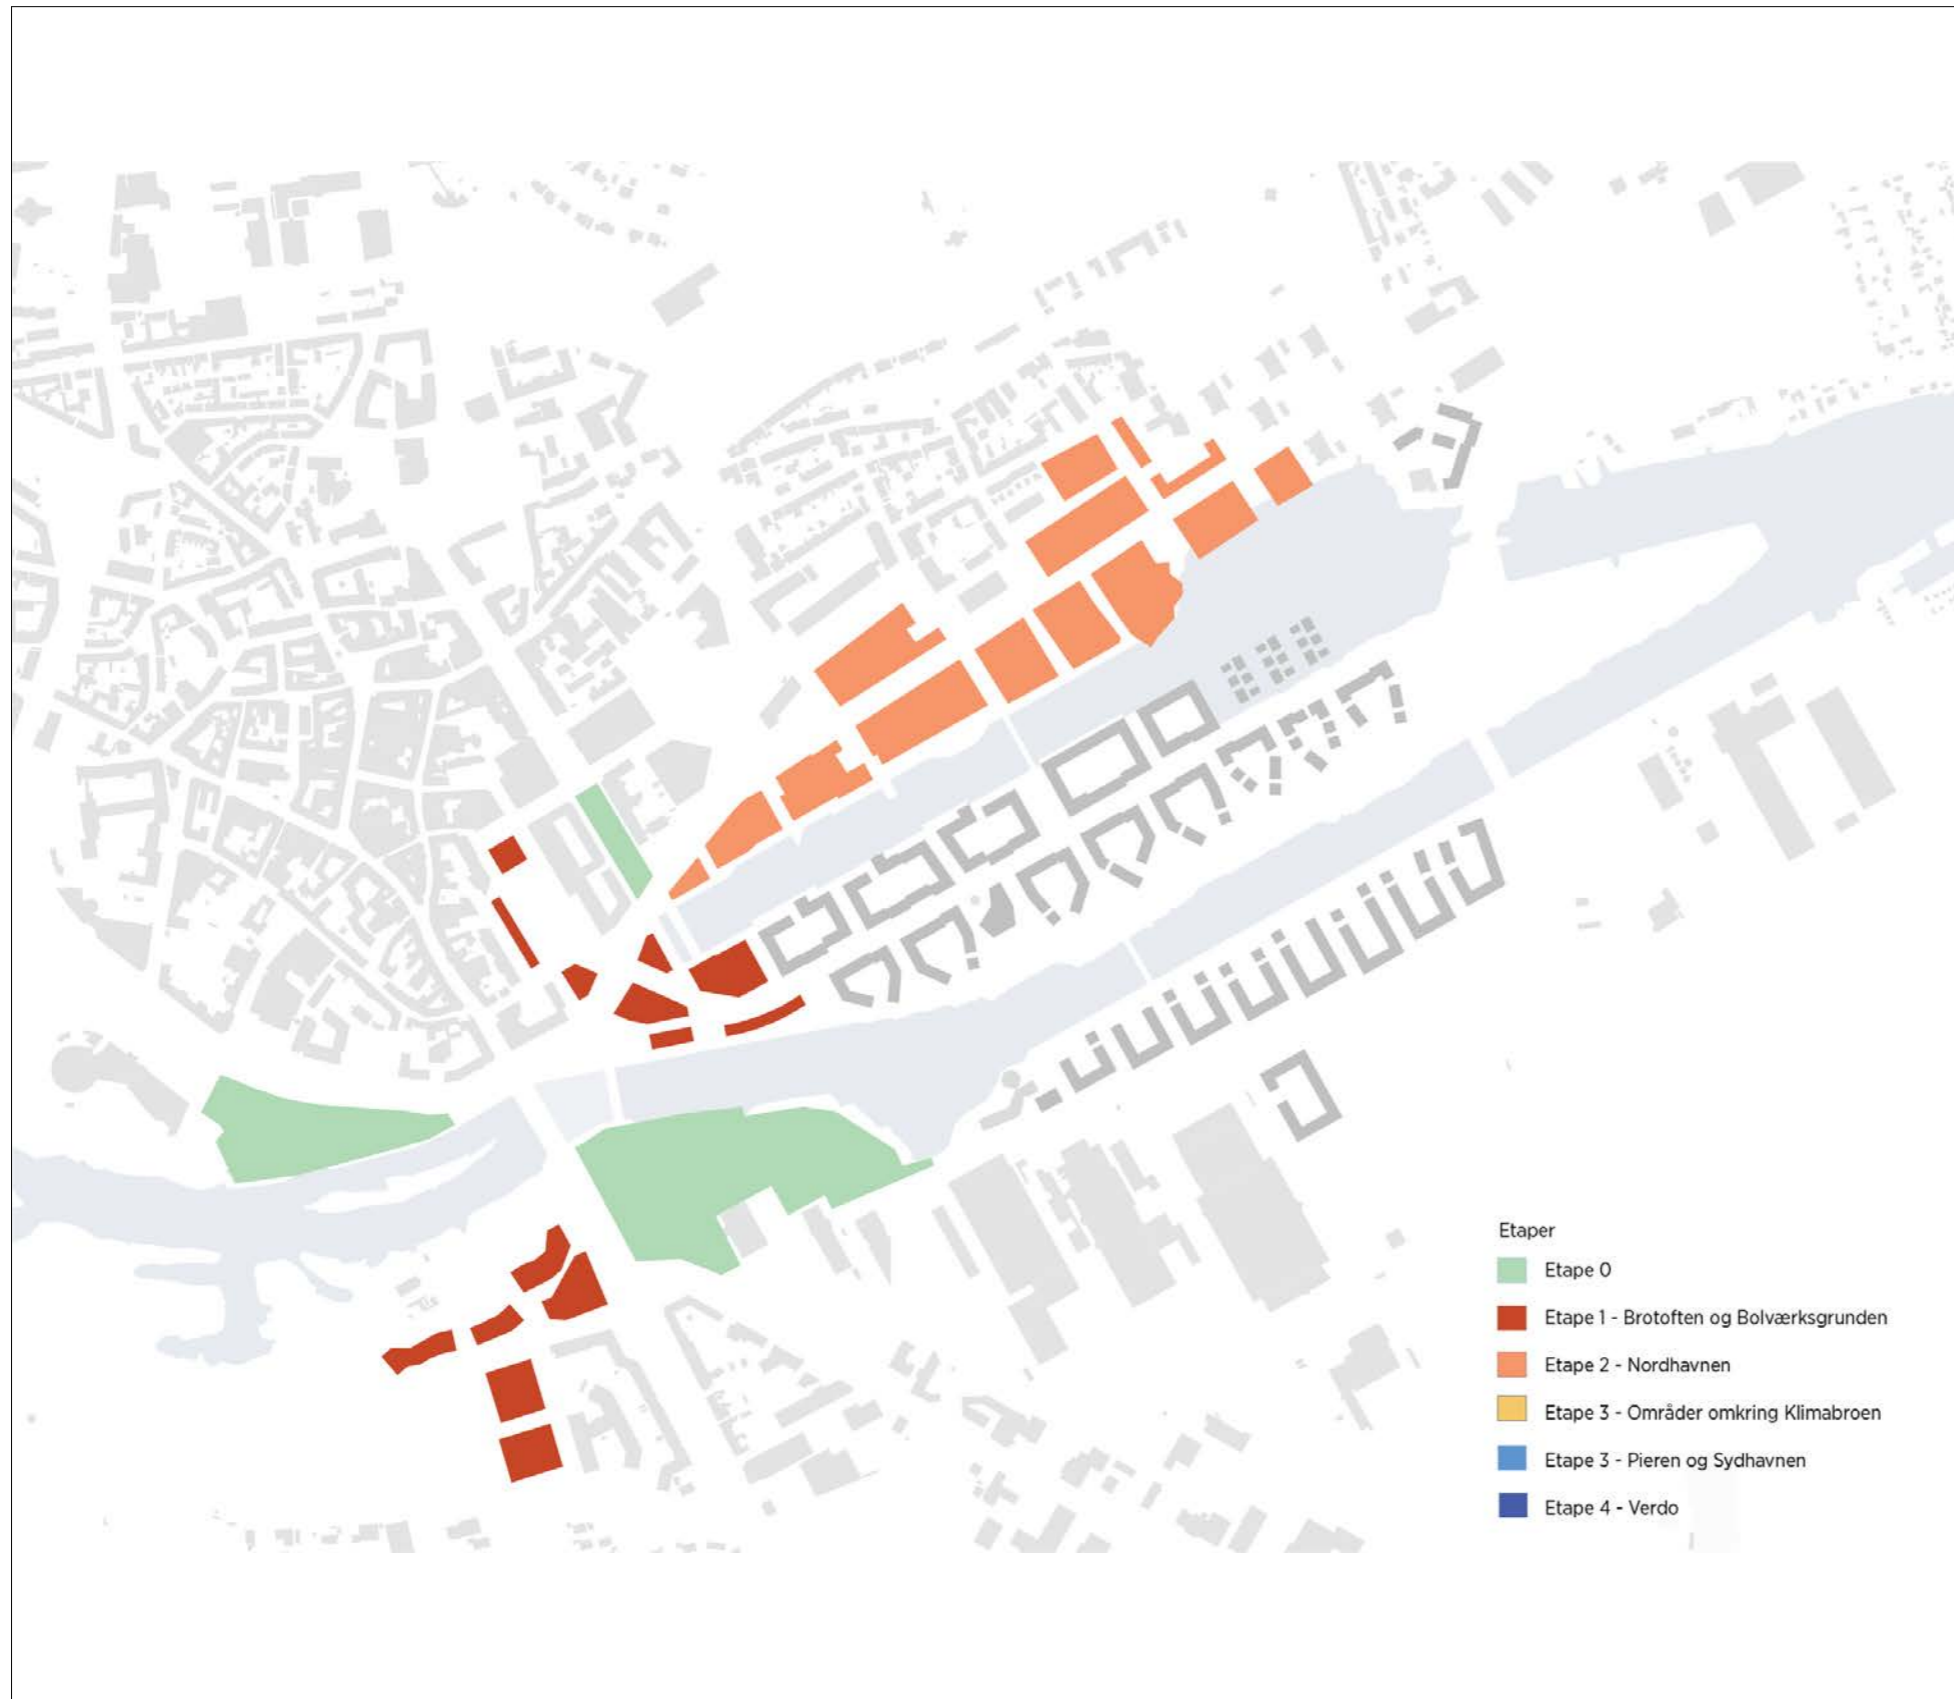 Etaper
Etape 0
Etape 1 - Brotoften og Bolværksgrunden
Etape 2 - Nordhavnen
Etape 3 - Områder omkring Klimabroen
Etape 3 - Pieren og Sydhavnen
Etape 4 - Verdo